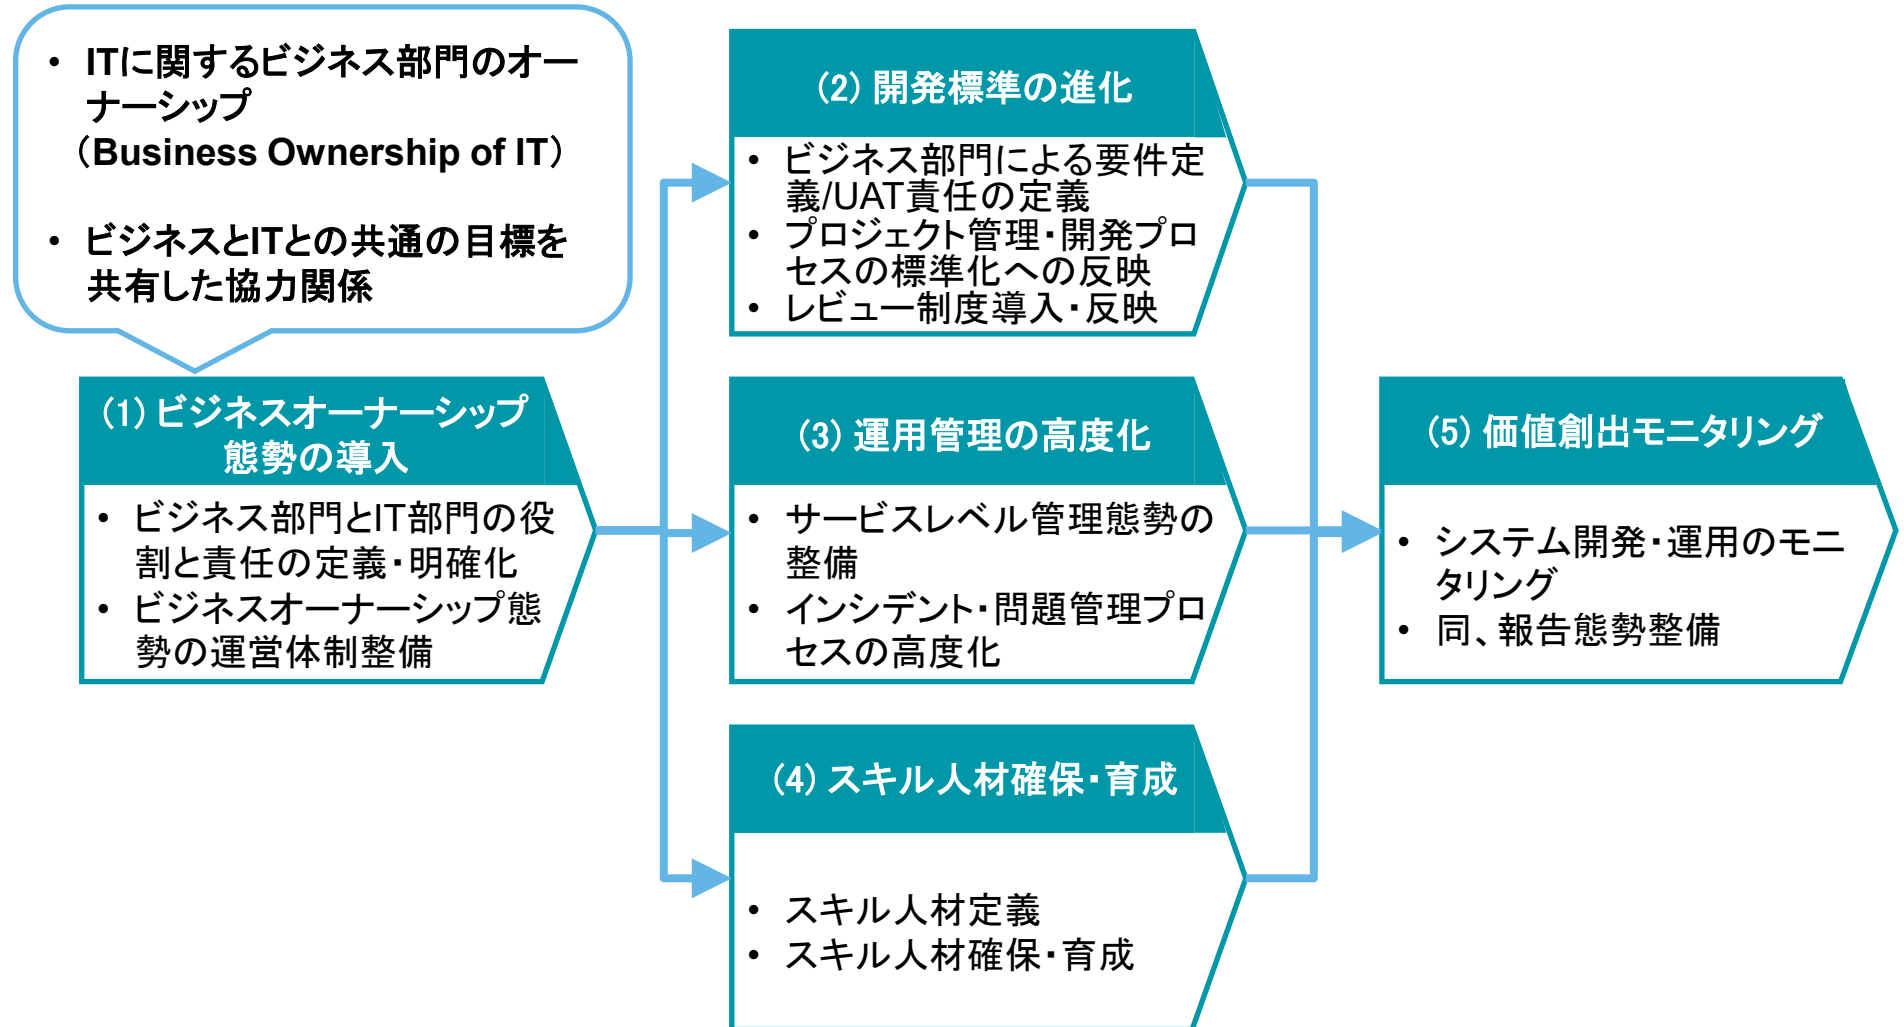 • ITに関するビジネス部門のオー
ナーシップ
（Business Ownership of IT）
• ビジネスとITとの共通の目標を
共有した協力関係
(1) ビジネスオーナーシップ
態勢の導入
• ビジネス部門とIT部門の役
割と責任の定義・明確化
• ビジネスオーナーシップ態
勢の運営体制整備
(2) 開発標準の進化
• ビジネス部門による要件定
義/UAT責任の定義
• プロジェクト管理・開発プロ
セスの標準化への反映
• レビュー制度導入・反映
(3) 運用管理の高度化
• サービスレベル管理態勢の
整備
• インシデント・問題管理プロ
セスの高度化
(4) スキル人材確保・育成
• スキル人材定義
• スキル人材確保・育成
(5) 価値創出モニタリング
• システム開発・運用のモニ
タリング
• 同、報告態勢整備